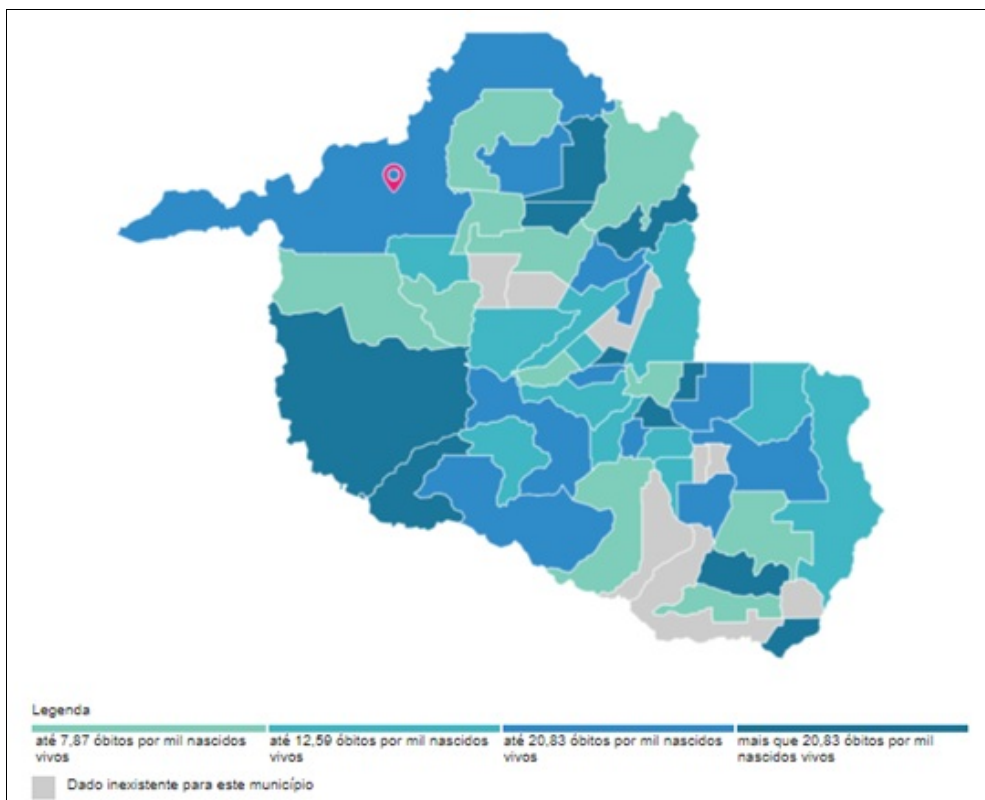 Legenda
até 7,87 óbitos por mil nascidos vivos
até 12,59 óbitos por mil nascidos vivos
até 20,83 óbitos por mil nascidos vivos
mais que 20,83 óbitos por mil nascidos vivos
Dado inexistente para este município